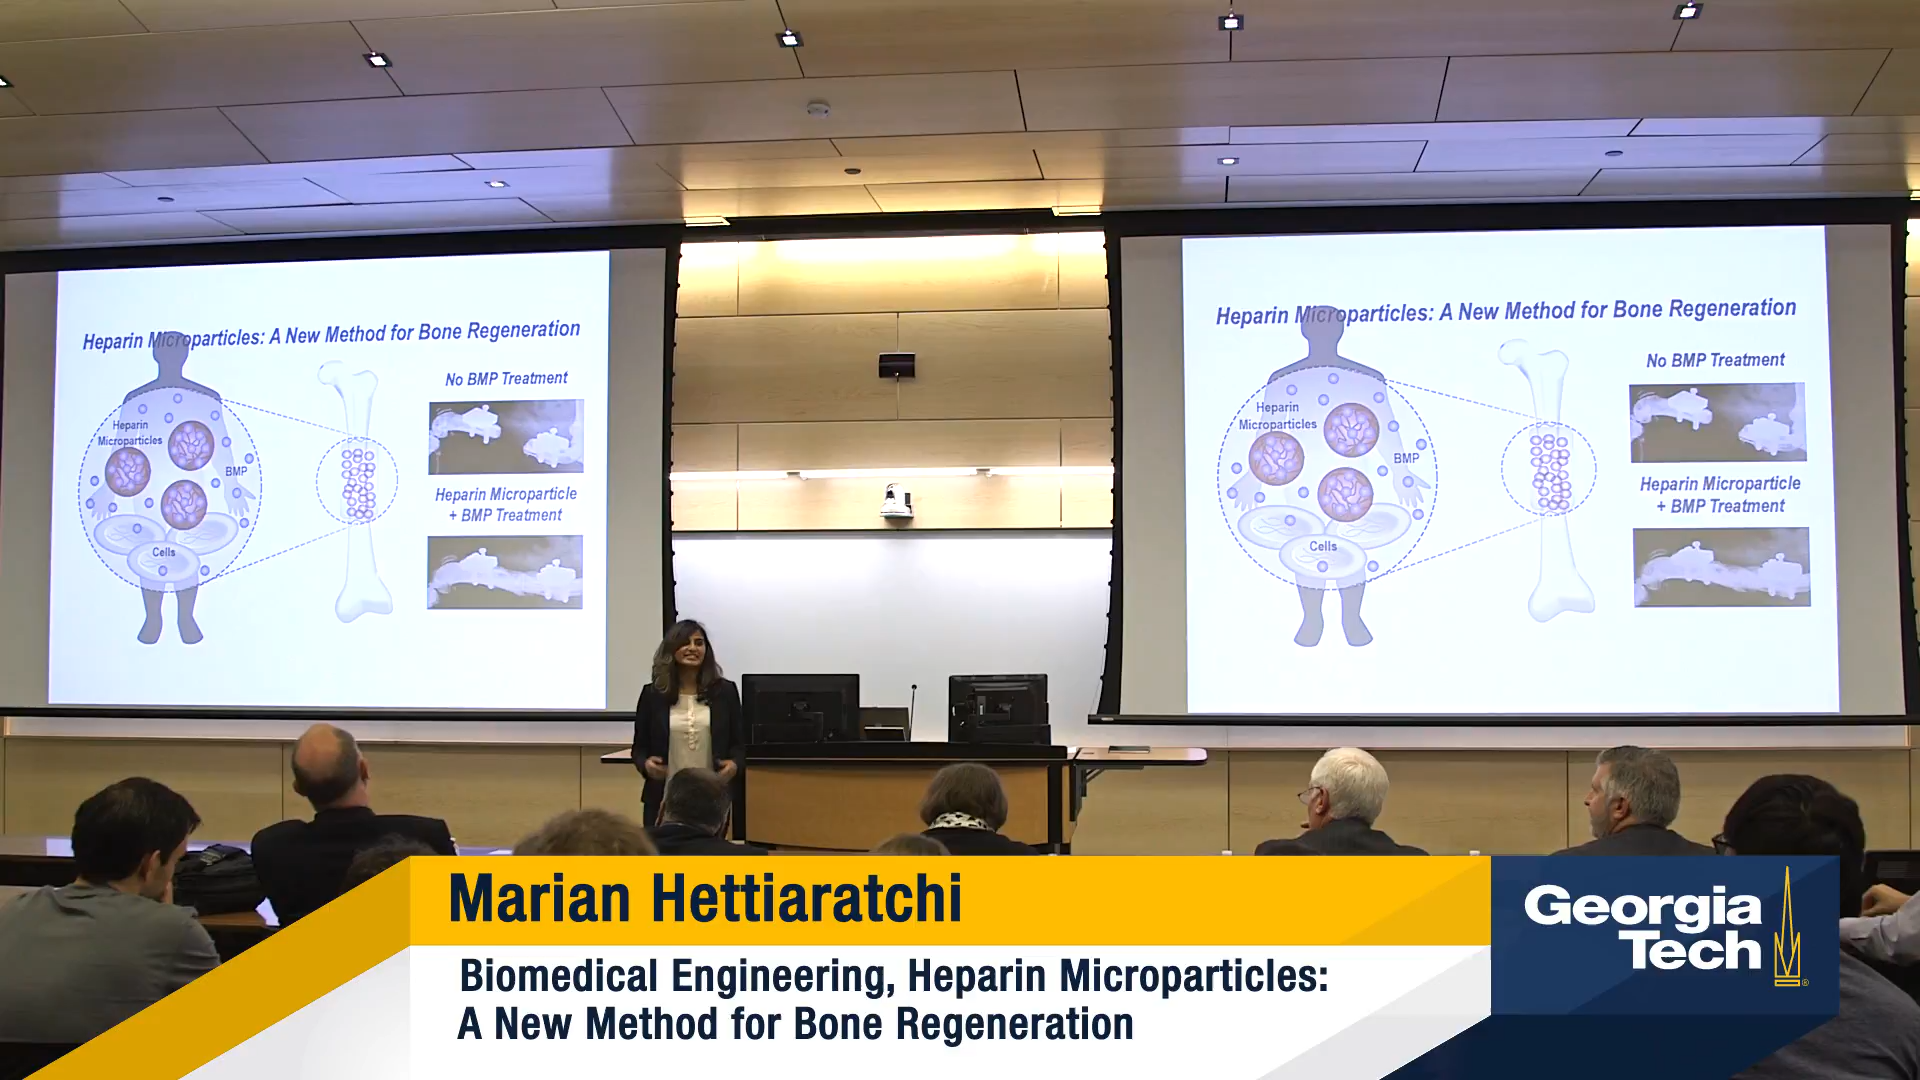 Heparin Microparticles: A New Method for Bone Regeneration
No BMP Treatment
Heparin
Microparticles
BMP
Heparin Microparticle
+ BMP Treatment
Cells
Heparin Microparticles: A New Method for Bone Regeneration
No BMP Treatment
Heparin
Microparticles
BMP
Heparin Microparticle
+ BMP Treatment
Cells
Marian Hettiaratchi
Biomedical Engineering, Heparin Microparticles:
A New Method for Bone Regeneration
Georgia
Tech
®